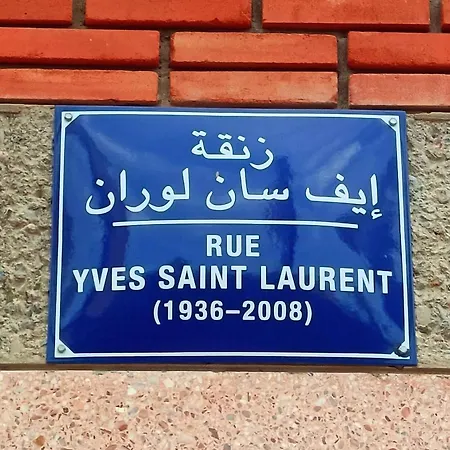 زنقة
إيف سان لوران
RUE
YVES SAINT LAURENT
(1936–2008)